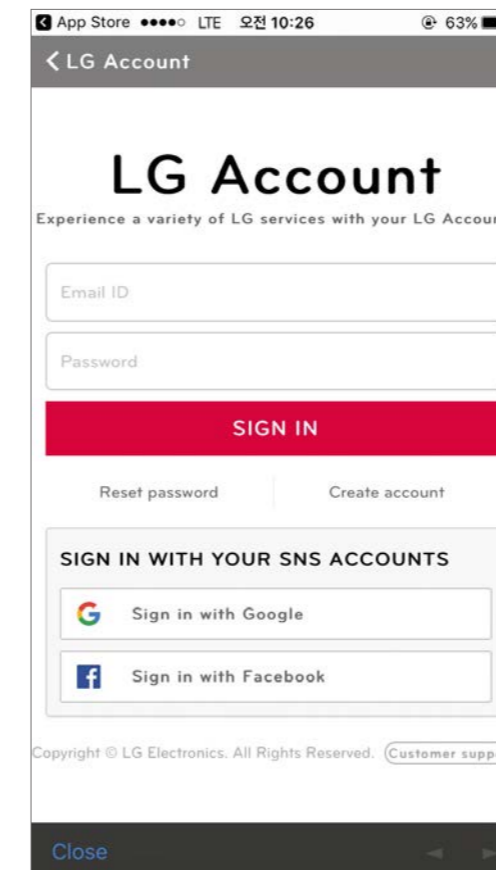 App Store LTE 오전 10:26 63%
LG Account
LG Account
Experience a variety of LG services with your LG
Email ID
Password
SIGN IN
Reset password Create account
SIGN IN WITH YOUR SNS ACCOUNTS
G Sign in with Google
f Sign in with Facebook
Copyright © LG Electronics. All Rights Reserved. Customer
Close